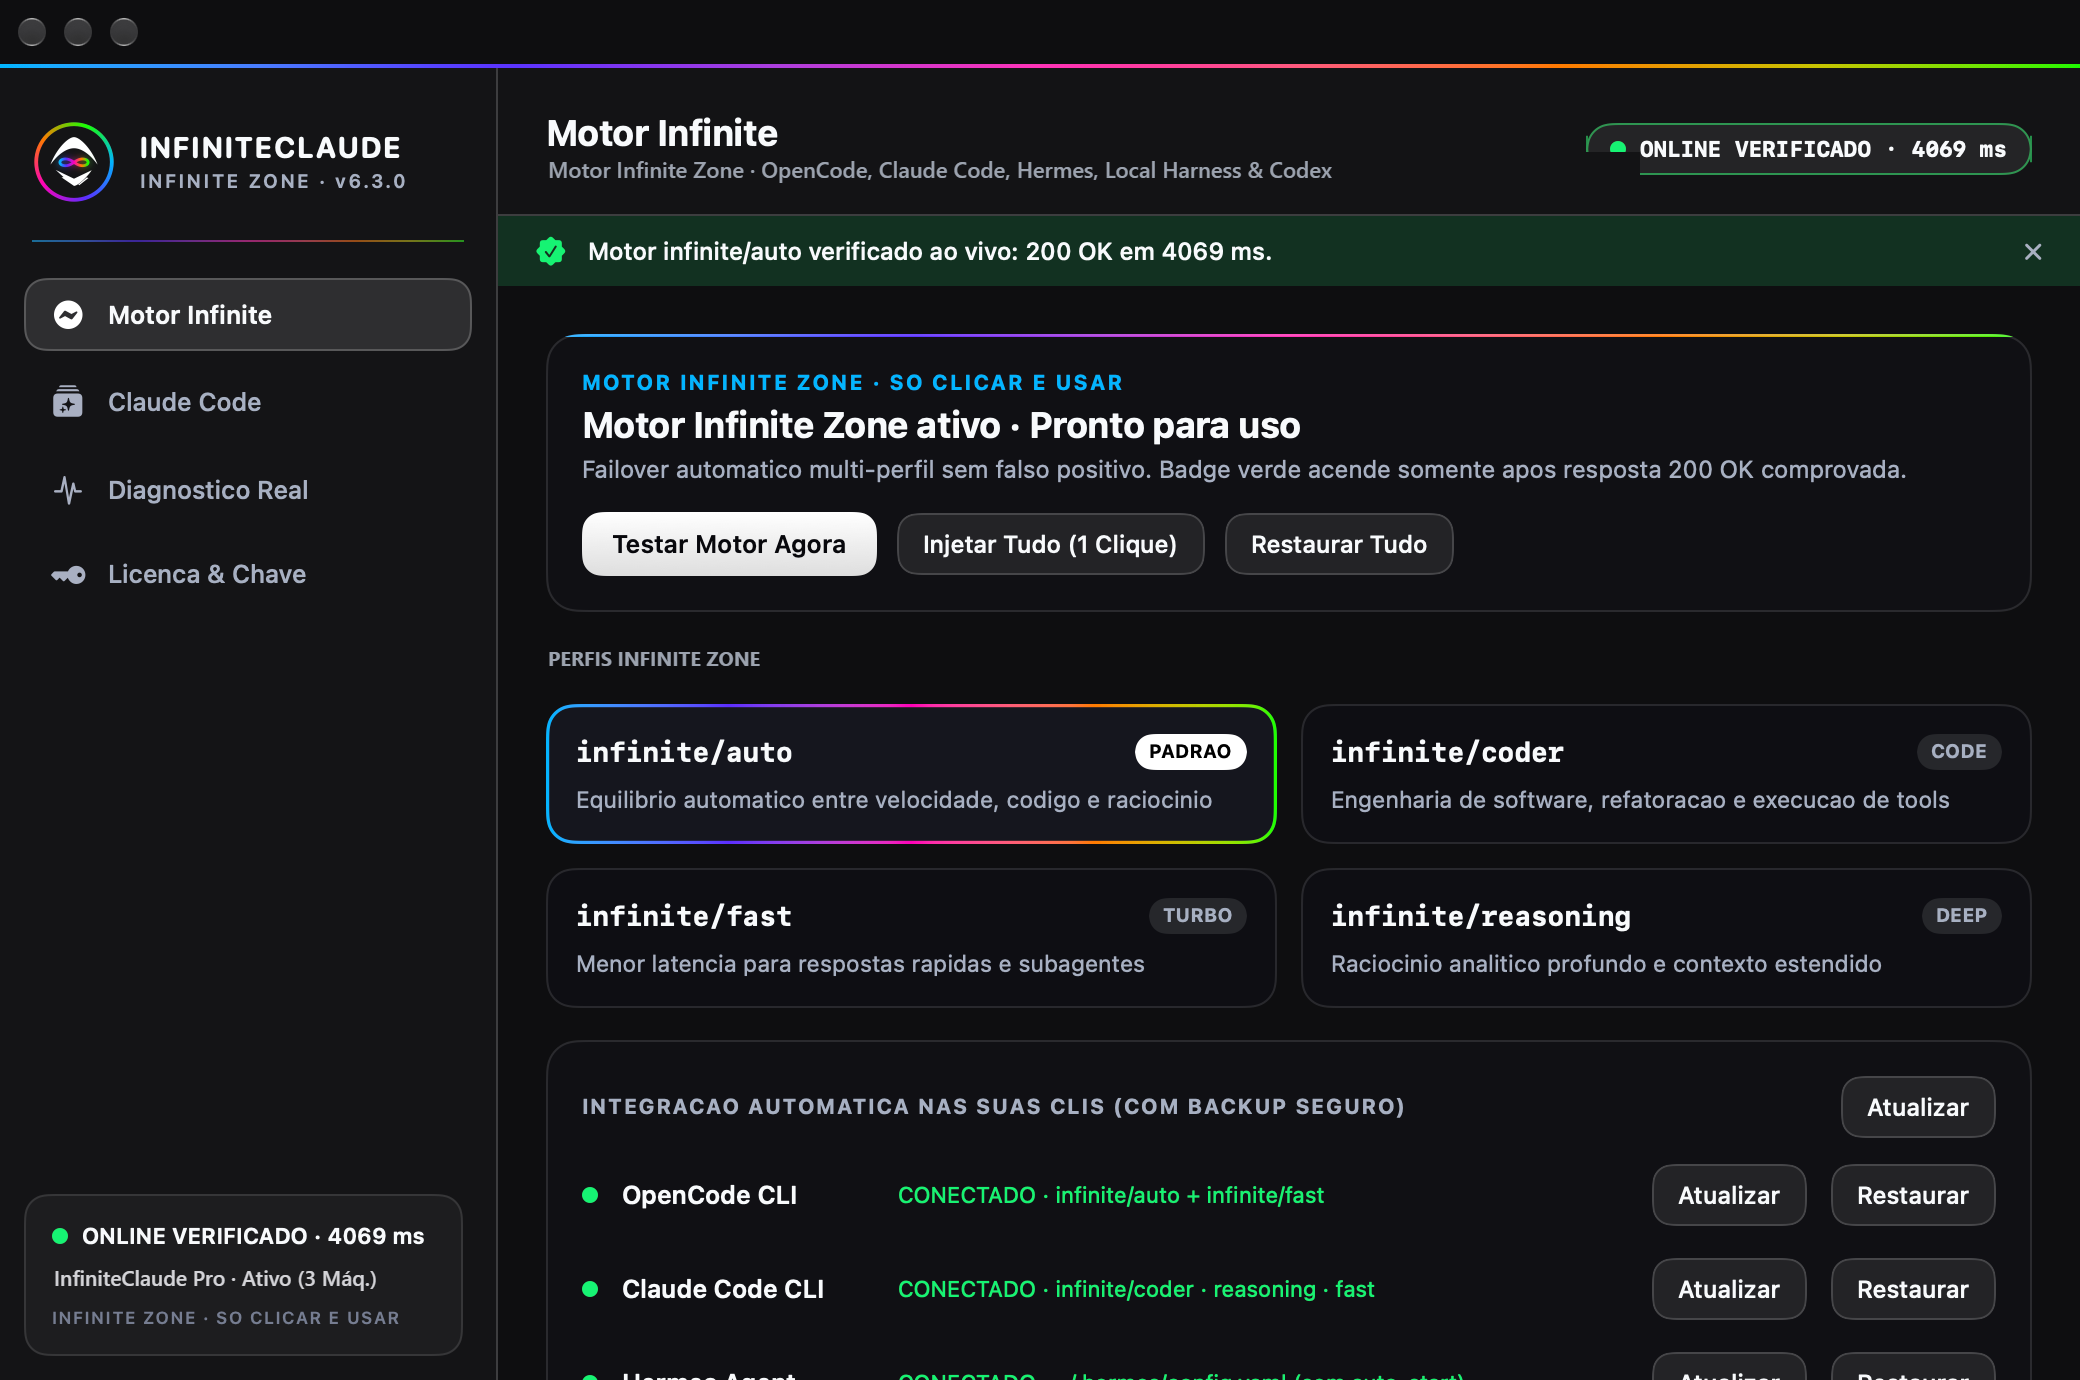 INFINITECLAUDE
INFINITE ZONE · v6.3.0
Motor Infinite
Claude Code
Diagnostico Real
Licenca & Chave
ONLINE VERIFICADO · 4069 ms
InfiniteClaude Pro · Ativo (3 Máq.)
INFINITE ZONE · SO CLICAR E USAR
Motor Infinite
Motor Infinite Zone · OpenCode, Claude Code, Hermes, Local Harness & Codex
ONLINE VERIFICADO · 4069 ms
Motor infinite/auto verificado ao vivo: 200 OK em 4069 ms.
MOTOR INFINITE ZONE · SO CLICAR E USAR
Motor Infinite Zone ativo · Pronto para uso
Failover automatico multi-perfil sem falso positivo. Badge verde acende somente apos resposta 200 OK comprovada.
Testar Motor Agora
Injetar Tudo (1 Clique)
Restaurar Tudo
PERFIS INFINITE ZONE
infinite/auto
PADRAO
Equilibrio automatico entre velocidade, codigo e raciocinio
infinite/coder
CODE
Engenharia de software, refatoracao e execucao de tools
infinite/fast
TURBO
Menor latencia para respostas rapidas e subagentes
infinite/reasoning
DEEP
Raciocinio analitico profundo e contexto estendido
INTEGRACAO AUTOMATICA NAS SUAS CLIS (COM BACKUP SEGURO)
Atualizar
OpenCode CLI
CONECTADO · infinite/auto + infinite/fast
Atualizar
Restaurar
Claude Code CLI
CONECTADO · infinite/coder · reasoning · fast
Atualizar
Restaurar
Hermes Agent
CONECTADO
Atualizar
Restaurar